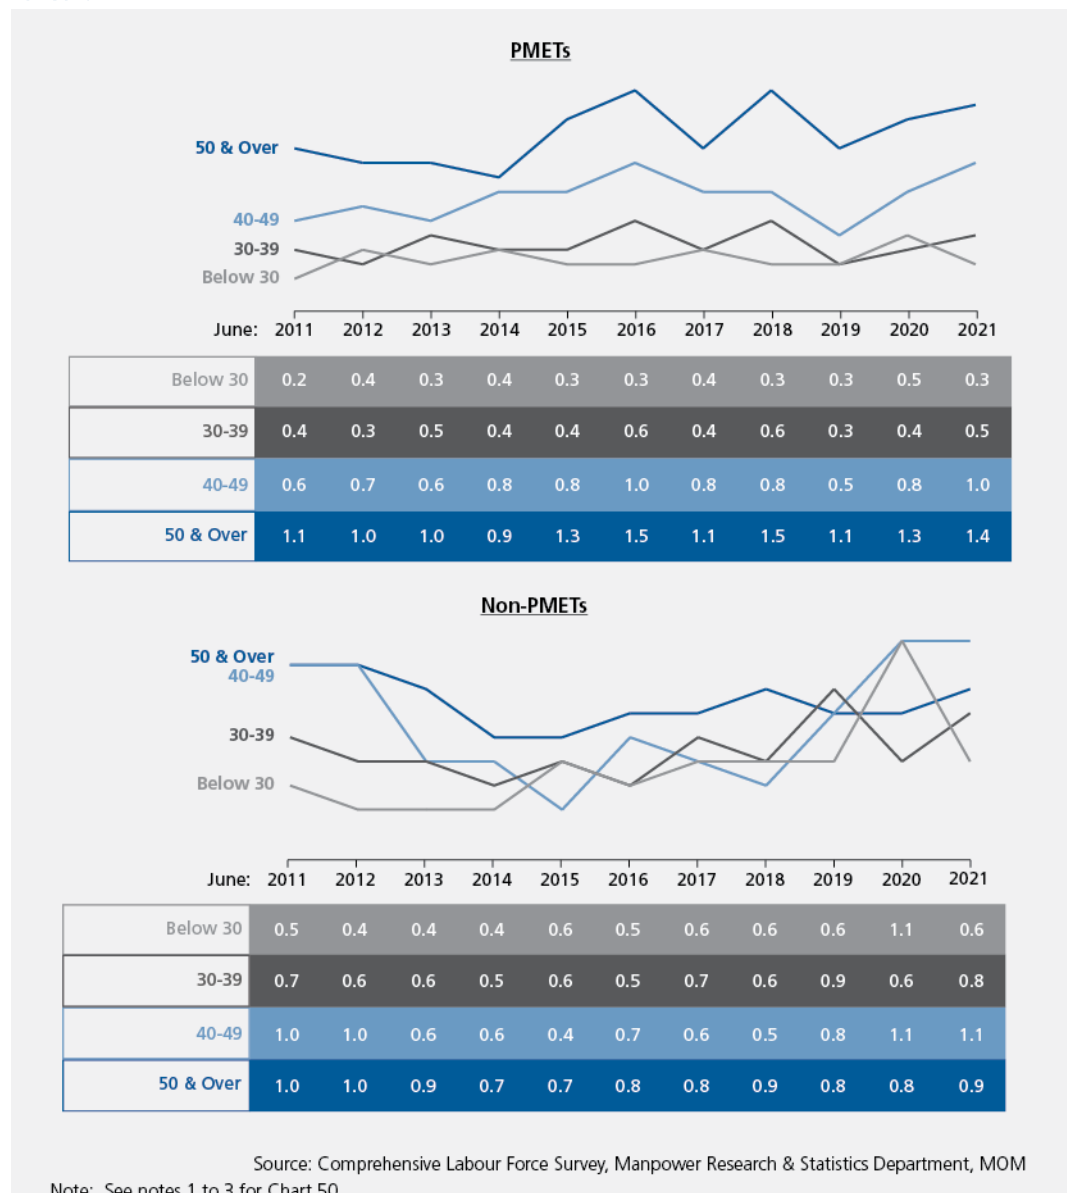 PMETs
50 & Over
40-49
30-39
Below 30
June: 2011 2012 2013 2014 2015 2016 2017 2018 2019 2020 2021
Below 30 0.2 0.4 0.3 0.4 0.3 0.3 0.4 0.3 0.3 0.5 0.3
30-39 0.4 0.3 0.5 0.4 0.4 0.6 0.4 0.6 0.3 0.4 0.5
40-49 0.6 0.7 0.6 0.8 0.8 1.0 0.8 0.8 0.5 0.8 1.0
50 & Over 1.1 1.0 1.0 0.9 1.3 1.5 1.1 1.5 1.1 1.3 1.4
Non-PMETs
50 & Over
40-49
30-39
Below 30
June: 2011 2012 2013 2014 2015 2016 2017 2018 2019 2020 2021
Below 30 0.5 0.4 0.4 0.4 0.6 0.5 0.6 0.6 0.6 1.1 0.6
30-39 0.7 0.6 0.6 0.5 0.6 0.5 0.7 0.6 0.9 0.6 0.8
40-49 1.0 1.0 0.6 0.6 0.4 0.7 0.6 0.5 0.8 1.1 1.1
50 & Over 1.0 1.0 0.9 0.7 0.7 0.8 0.8 0.9 0.8 0.8 0.9
Source: Comprehensive Labour Force Survey, Manpower Research & Statistics Department, MOM
Note: See notes 1 to 3 for Chart 50